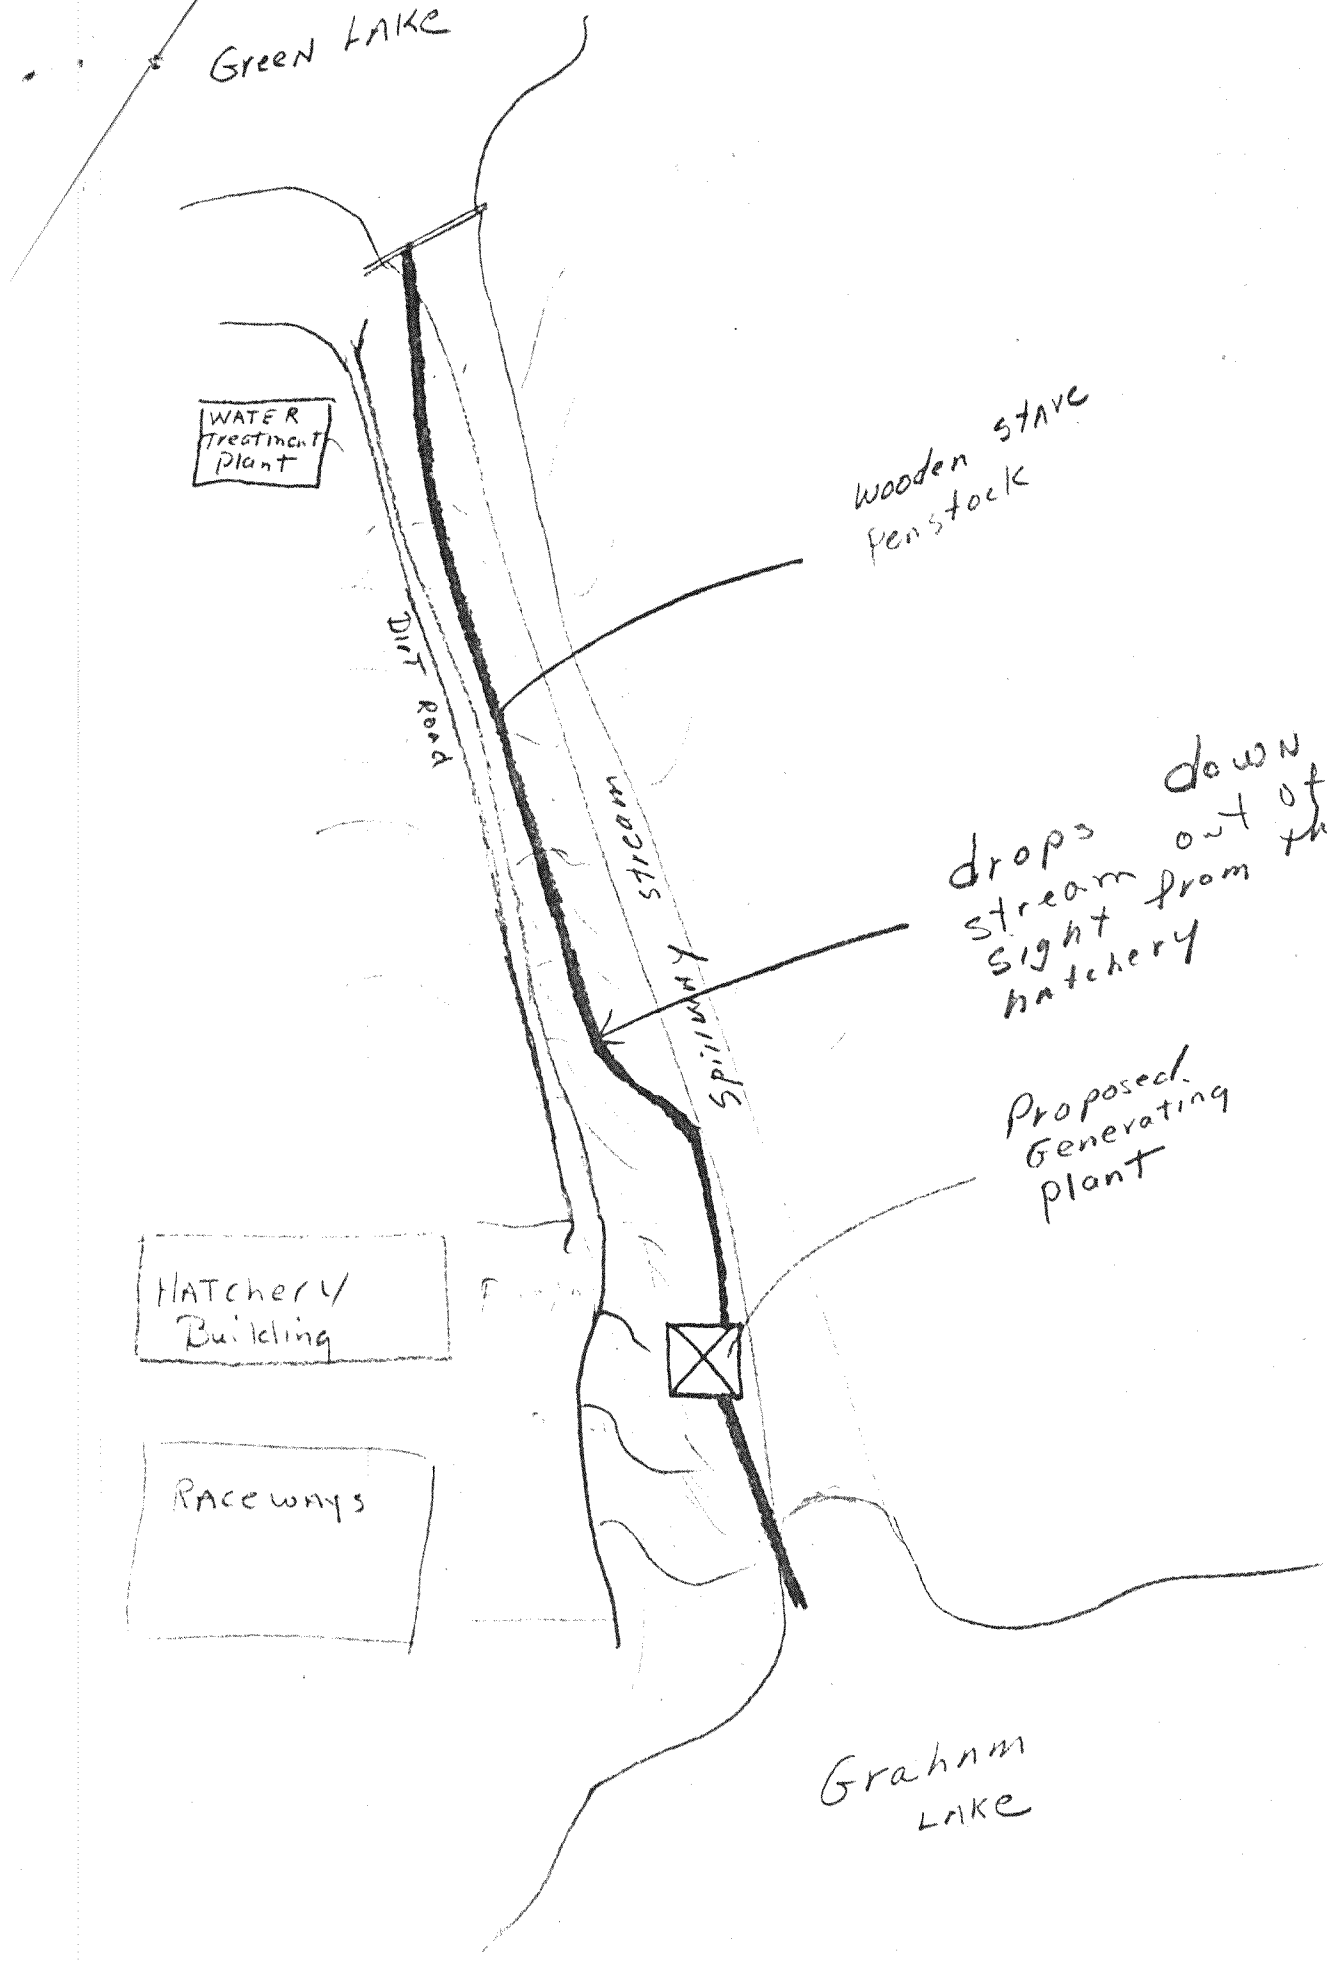 Green LAKe
WATER
Treatment
plant
wooden stave
Penstock
Dirt Road
stream
drops down
stream out of
sight from th
hatchery
Spillway
Proposed
Generating
plant
HATchery
Building
RAceways
Graham
LAKe